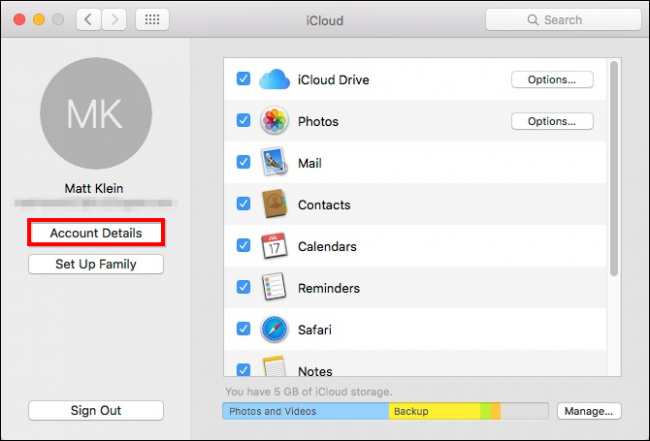 iCloud
Search
MK
Matt Klein
Account Details
Set Up Family
Sign Out
iCloud Drive
Options...
Photos
Options...
Mail
Contacts
JUL
17
Calendars
Reminders
Safari
Notes
You have 5 GB of iCloud storage.
Photos and Videos
Backup
Manage...